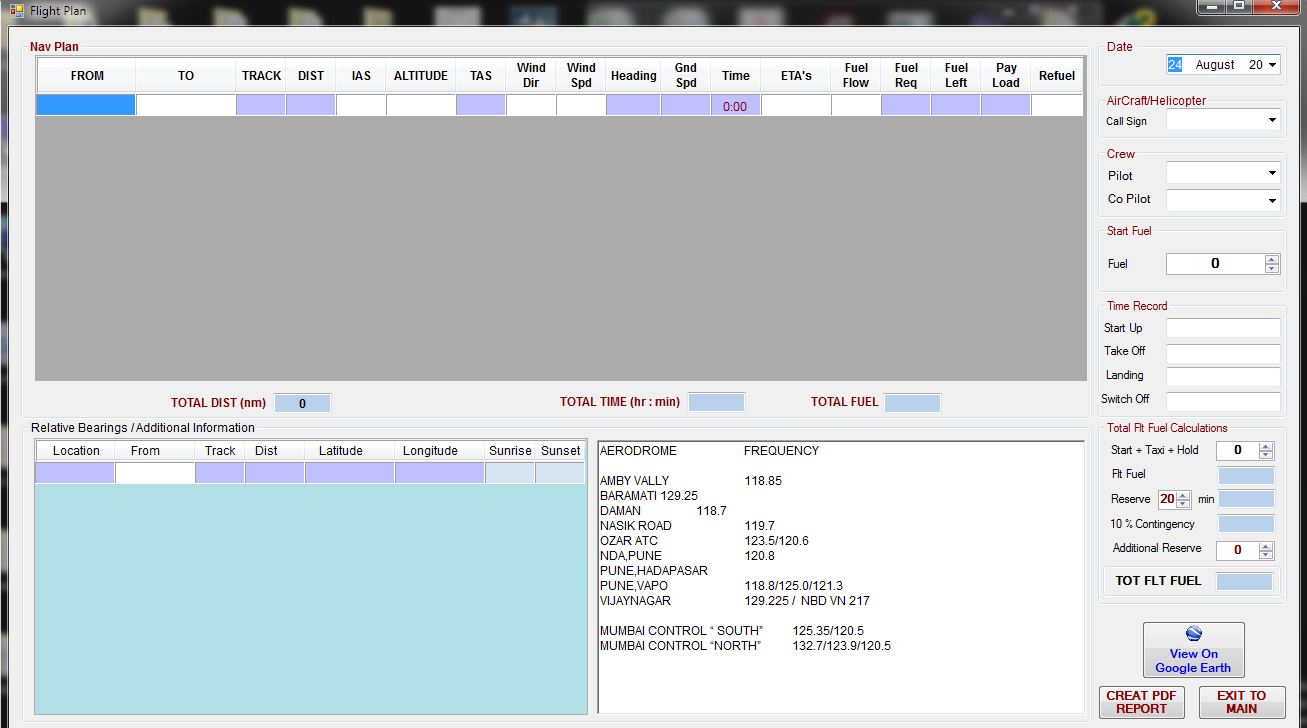 Flight Plan
Nav Plan
FROM TO TRACK DIST IAS ALTITUDE TAS Wind Dir Wind Spd Heading Gnd Spd Time ETA's Fuel Flow Fuel Req Fuel Left Pay Load Refuel
0:00
TOTAL DIST (nm) 0 TOTAL TIME (hr : min) TOTAL FUEL
Relative Bearings / Additional Information
Location From Track Dist Latitude Longitude Sunrise Sunset
AERODROME FREQUENCY
AMBY VALLY 118.85
BARAMATI 129.25
DAMAN 118.7
NASIK ROAD 119.7
OZAR ATC 123.5/120.6
NDA,PUNE 120.8
PUNE,HADAPASAR
PUNE,VAPO 118.8/125.0/121.3
VIJAYNAGAR 129.225 / NBD VN 217
MUMBAI CONTROL “ SOUTH” 125.35/120.5
MUMBAI CONTROL “NORTH” 132.7/123.9/120.5
Date
24 August 20
AirCraft/Helicopter
Call Sign
Crew
Pilot
Co Pilot
Start Fuel
Fuel 0
Time Record
Start Up
Take Off
Landing
Switch Off
Total Flt Fuel Calculations
Start + Taxi + Hold 0
Flt Fuel
Reserve 20 min
10 % Contingency
Additional Reserve 0
TOT FLT FUEL
View On
Google Earth
CREAT PDF
REPORT
EXIT TO
MAIN